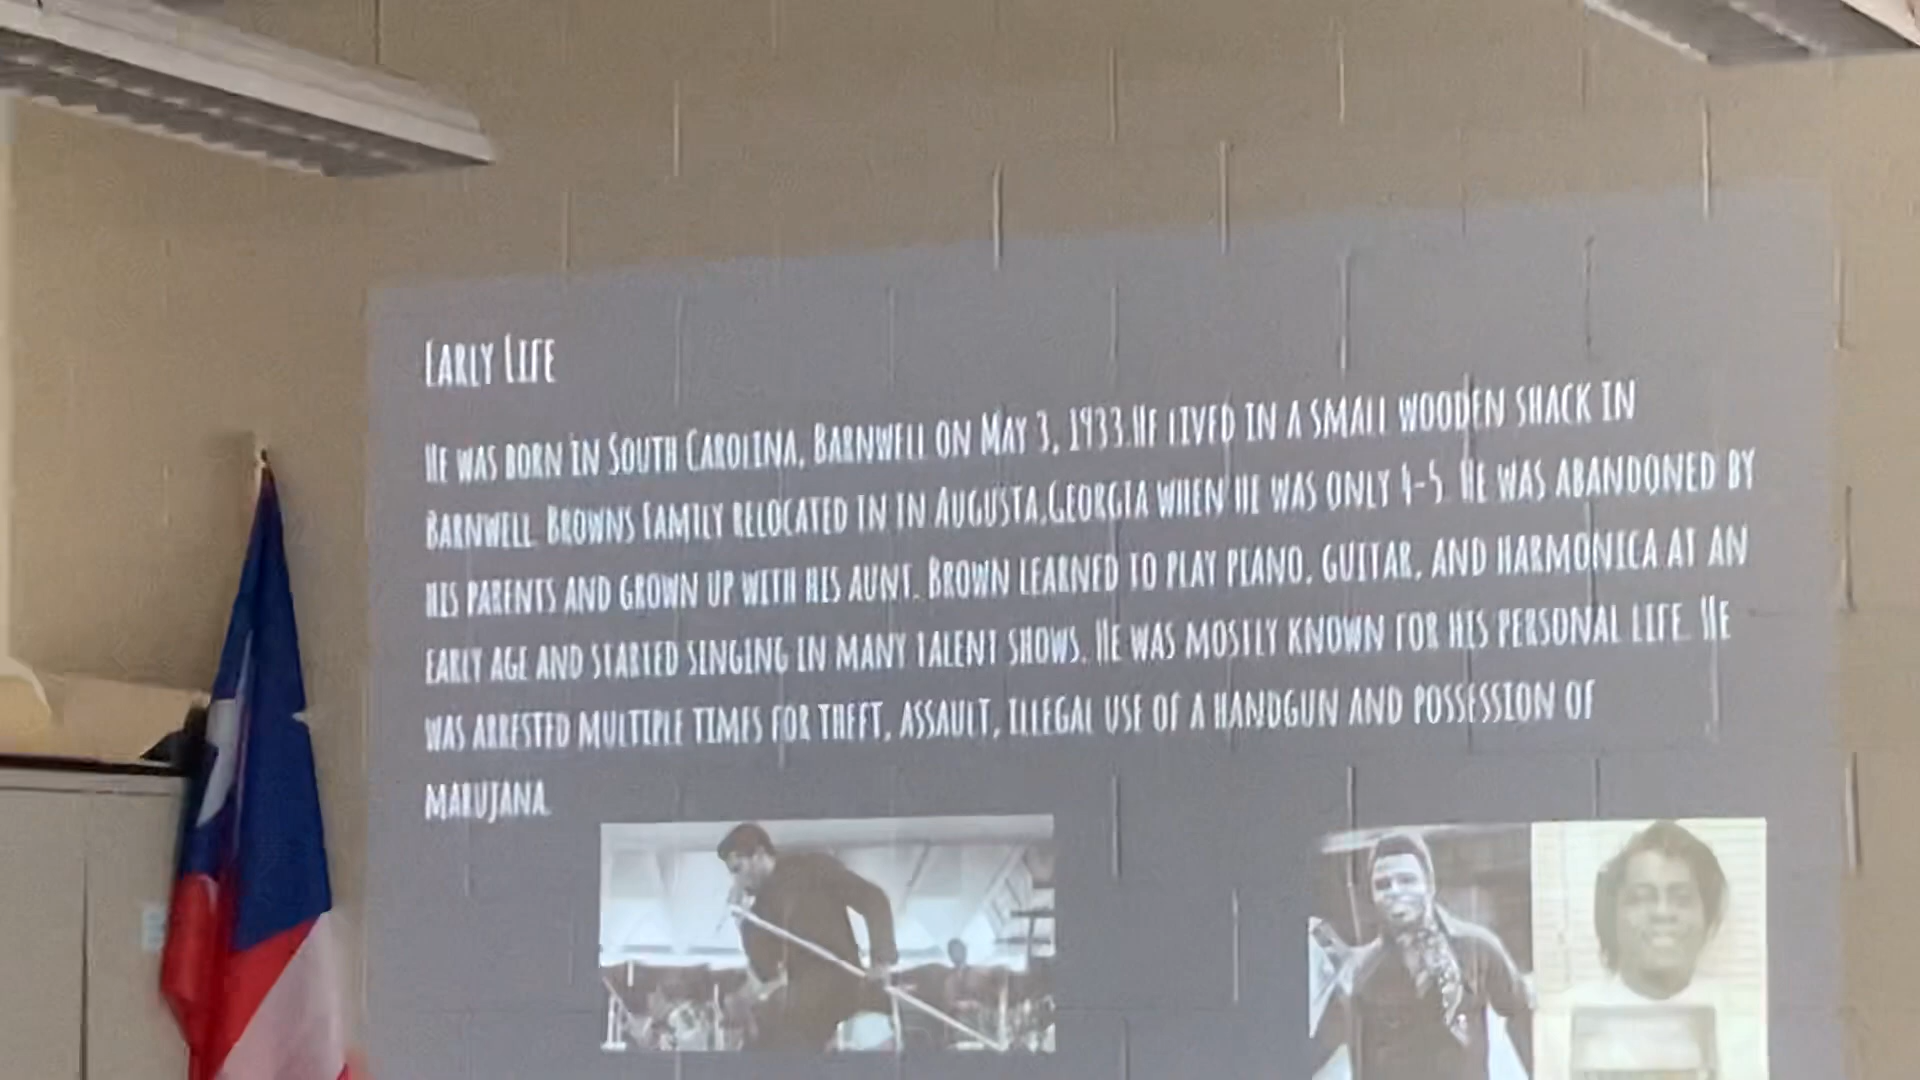 Early Life
He was born in South Carolina, Barnwell on May 3, 1933.He lived in a small wooden shack in
Barnwell. Browns family relocated in in Augusta,Georgia when he was only 4-5. He was abandoned by
his parents and grown up with his aunt. Brown learned to play piano, guitar, and harmonica at an
early age and started singing in many talent shows. He was mostly known for his personal life. He
was arrested multiple times for theft, assault, illegal use of a handgun and possession of
marujana.